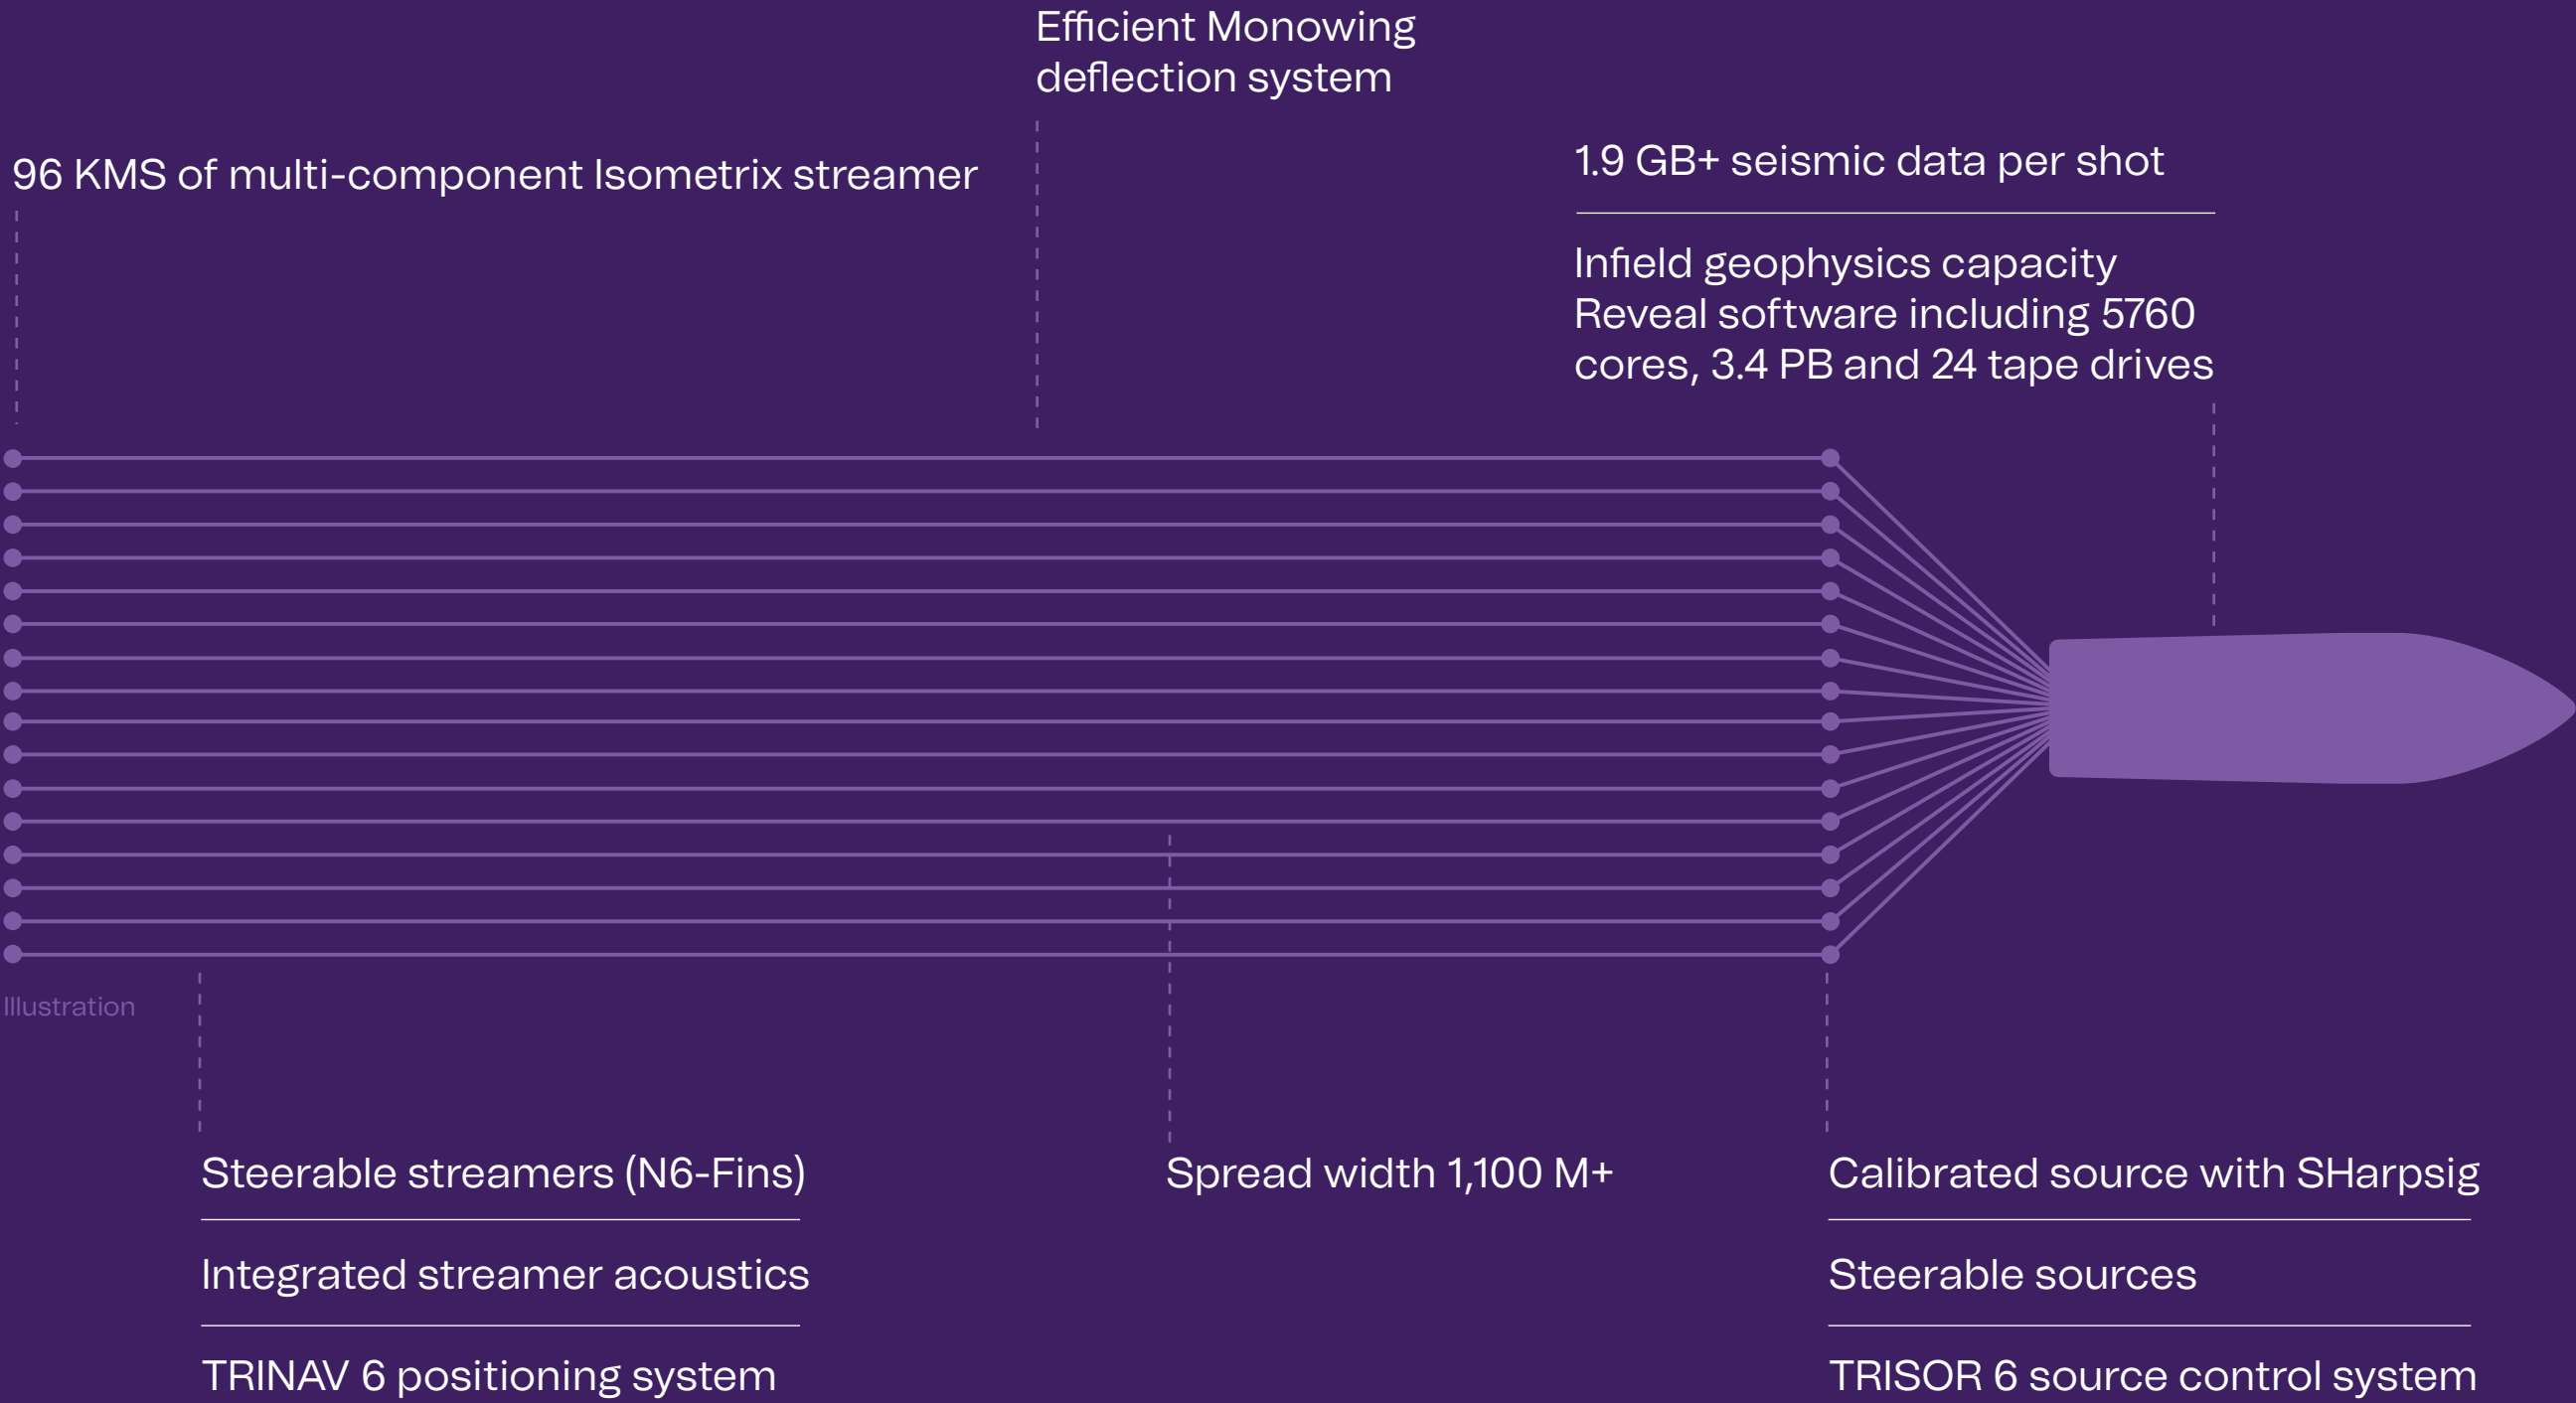 Efficient Monowing
deflection system
96 KMS of multi-component Isometrix streamer
1.9 GB+ seismic data per shot
Infield geophysics capacity
Reveal software including 5760
cores, 3.4 PB and 24 tape drives
Illustration
Steerable streamers (N6-Fins)
Integrated streamer acoustics
TRINAV 6 positioning system
Spread width 1,100 M+
Calibrated source with SHarpsig
Steerable sources
TRISOR 6 source control system